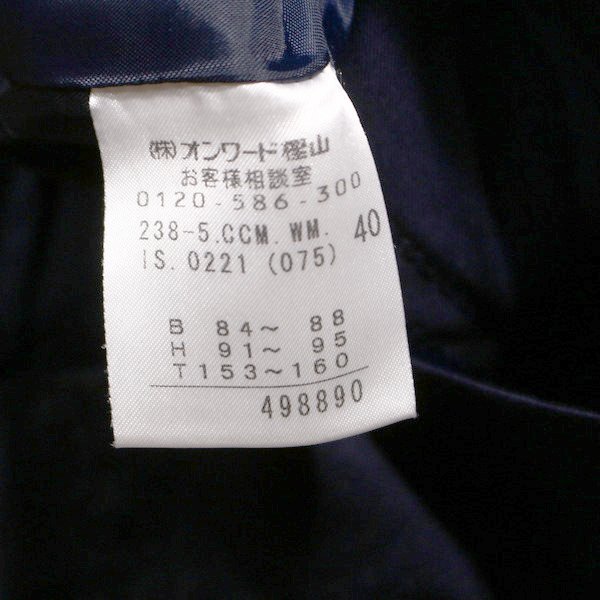 ㈱オンワード樫山
お客様相談室
0120-586-300
238-5.CCM.WM. 40
IS.0221 (075)
B 84〜 88
H 91〜 95
T 153〜160
498890